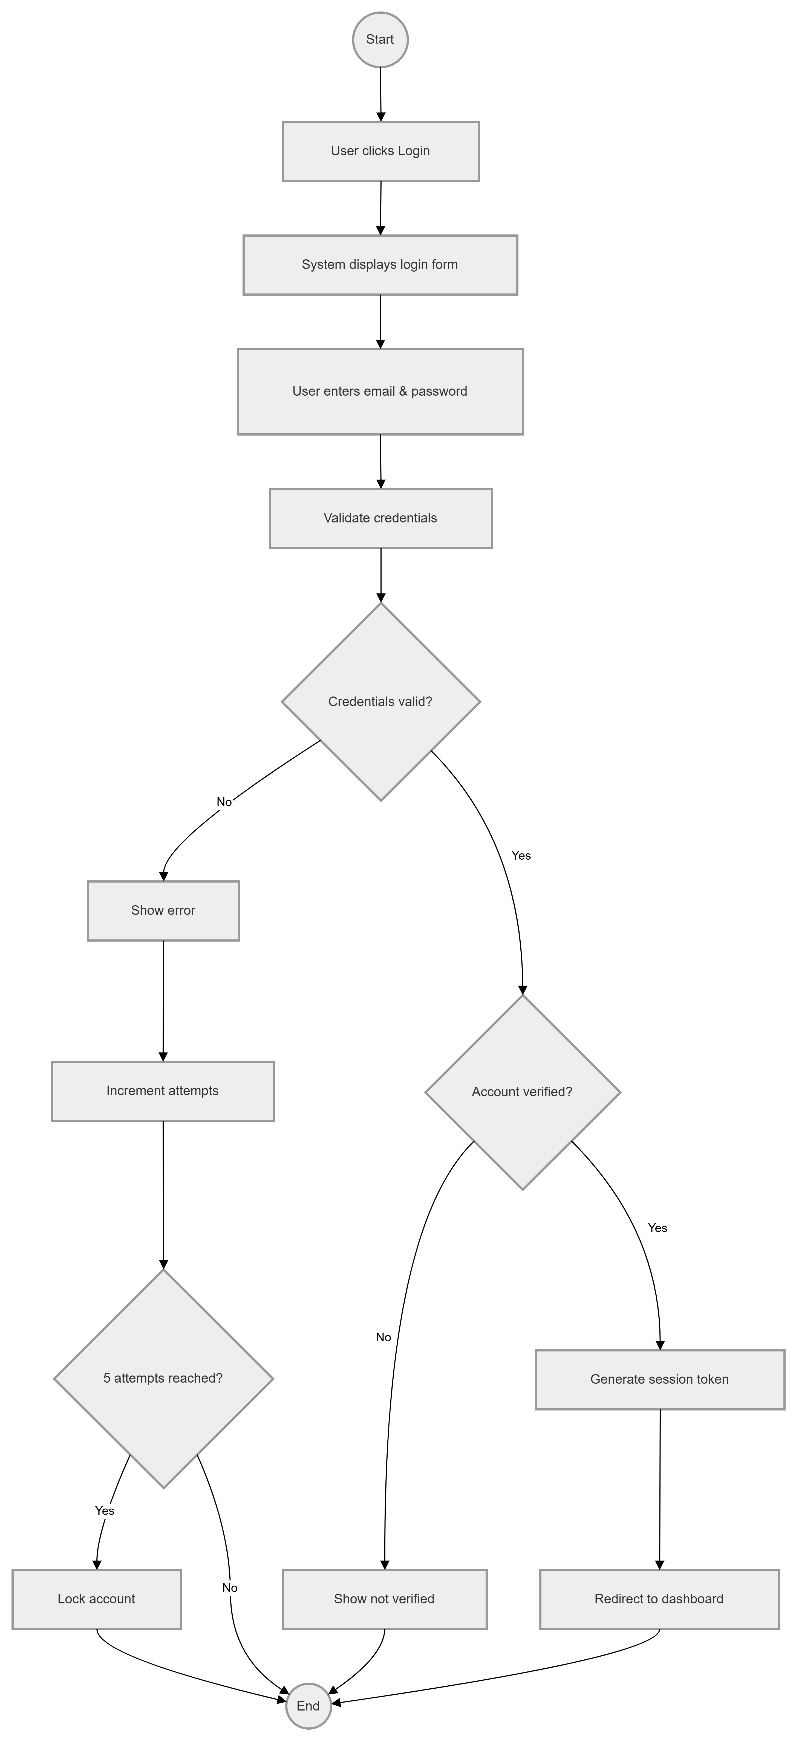 Start
User clicks Login
System displays login form
User enters email & password
Validate credentials
Credentials valid?
No
Yes
Show error
Increment attempts
Account verified?
Yes
No
5 attempts reached?
Generate session token
Yes
No
Lock account
Show not verified
Redirect to dashboard
End